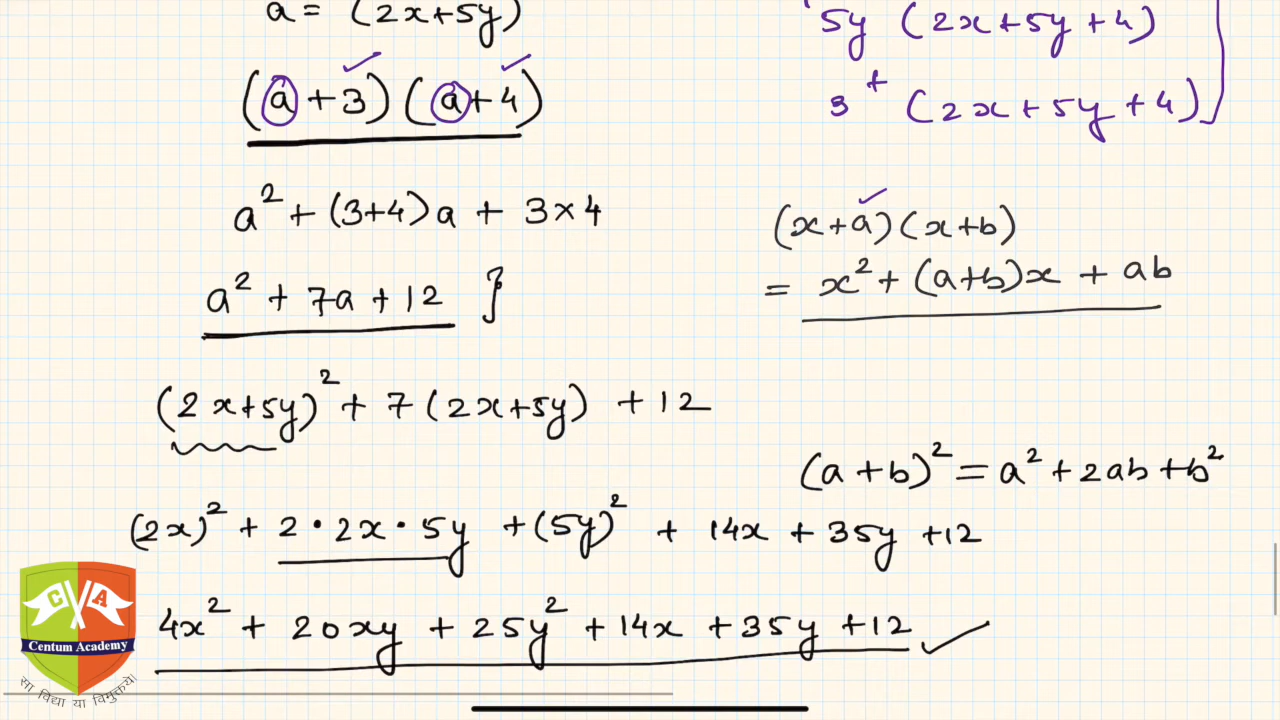 a = (2x+5y)
(a+3)(a+4)
a² + (3+4)a + 3×4
a² + 7a + 12 }
(2x+5y)² + 7(2x+5y) + 12
(2x)² + 2·2x·5y + (5y)² + 14x + 35y + 12
4x² + 20xy + 25y² + 14x + 35y + 12
5y (2x+5y+4)
+
3 (2x+5y+4)
(x+a)(x+b)
= x² + (a+b)x + ab
(a+b)² = a² + 2ab + b²
C A
Centum Academy
सा विद्या या विमुक्तये।